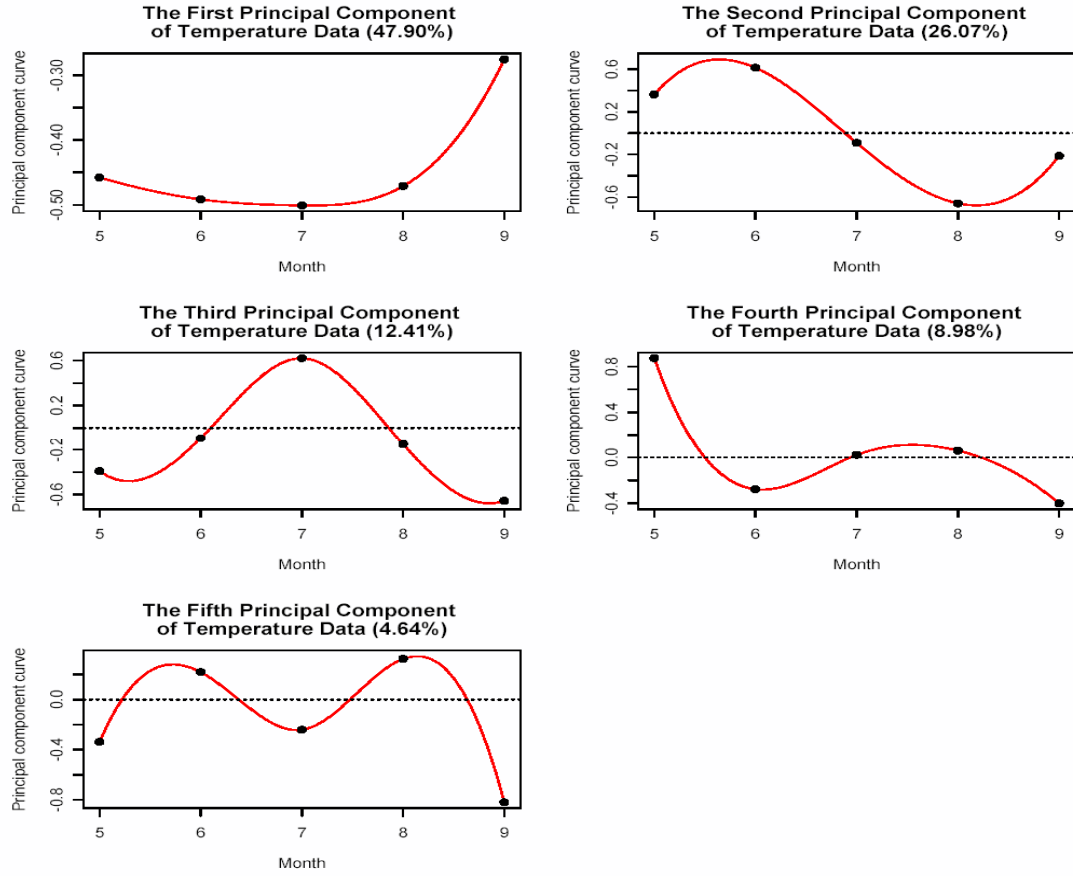 The First Principal Component
of Temperature Data (47.90%)
Principal component curve
-0.30
-0.40
-0.50
5 6 7 8 9
Month
The Second Principal Component
of Temperature Data (26.07%)
Principal component curve
0.6
0.2
-0.2
-0.6
5 6 7 8 9
Month
The Third Principal Component
of Temperature Data (12.41%)
Principal component curve
0.6
0.2
-0.2
-0.6
5 6 7 8 9
Month
The Fourth Principal Component
of Temperature Data (8.98%)
Principal component curve
0.8
0.4
0.0
-0.4
5 6 7 8 9
Month
The Fifth Principal Component
of Temperature Data (4.64%)
Principal component curve
0.0
-0.4
-0.8
5 6 7 8 9
Month